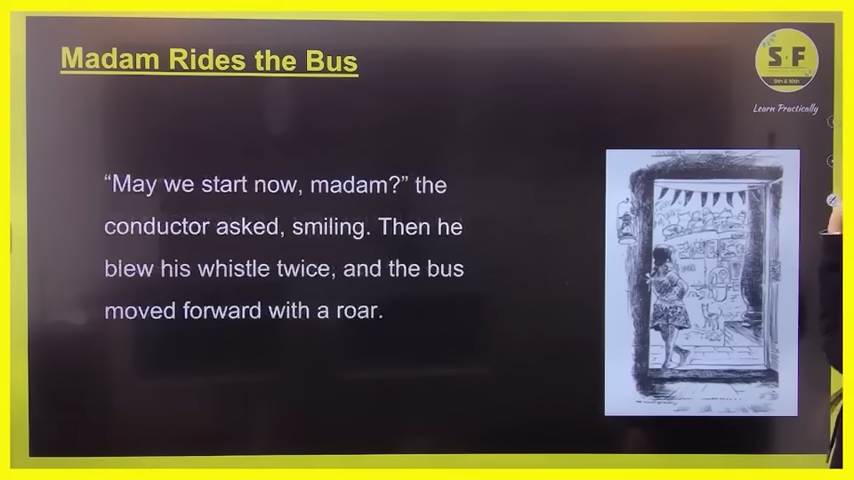 Madam Rides the Bus
S F
9th & 10th
Learn Practically
“May we start now, madam?” the
conductor asked, smiling. Then he
blew his whistle twice, and the bus
moved forward with a roar.